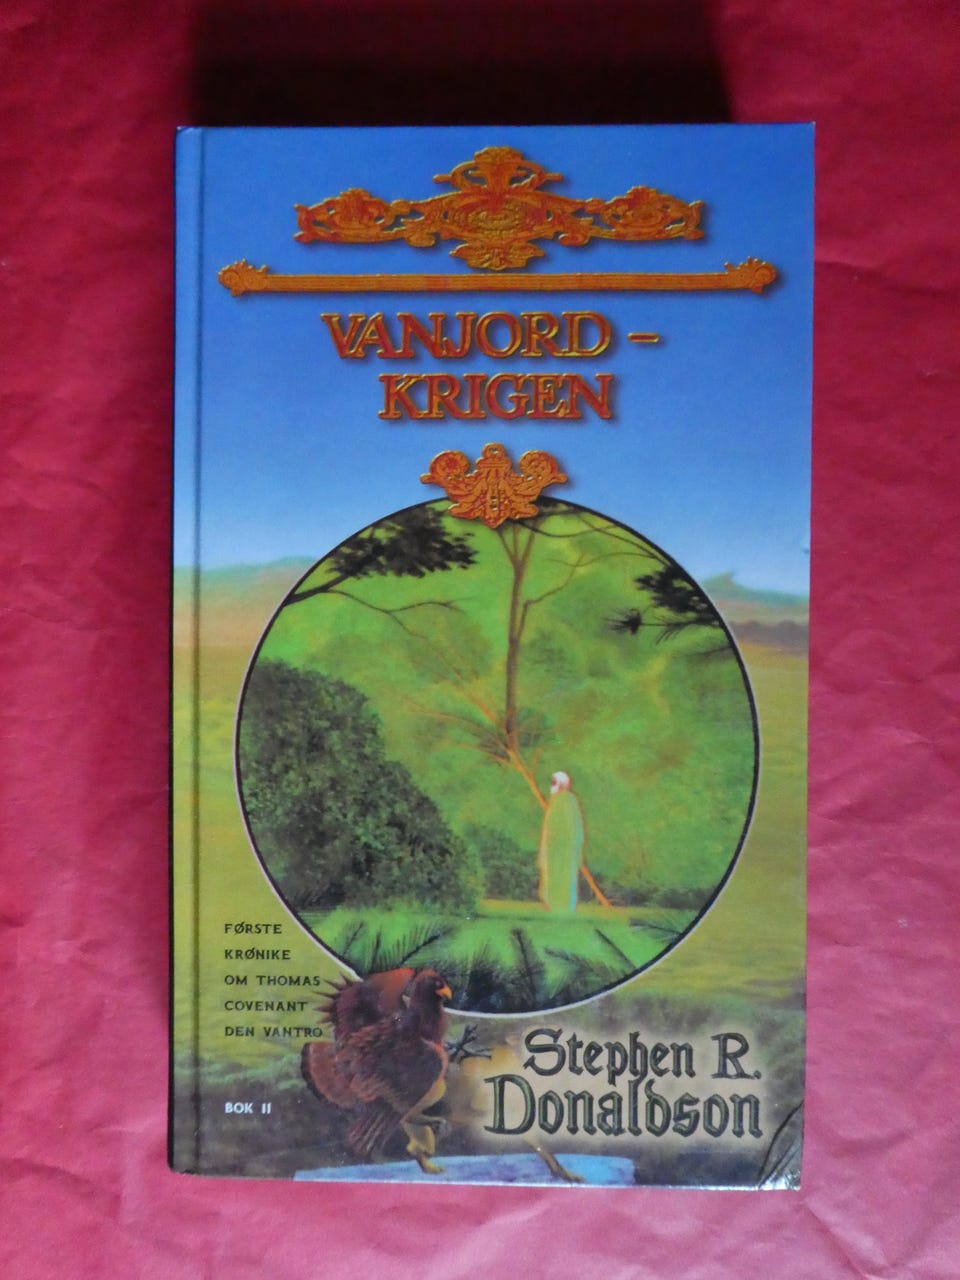 VANJORD –
KRIGEN
FØRSTE
KRØNIKE
OM THOMAS
COVENANT
DEN VANTRO
BOK II
Stephen R.
Donaldson